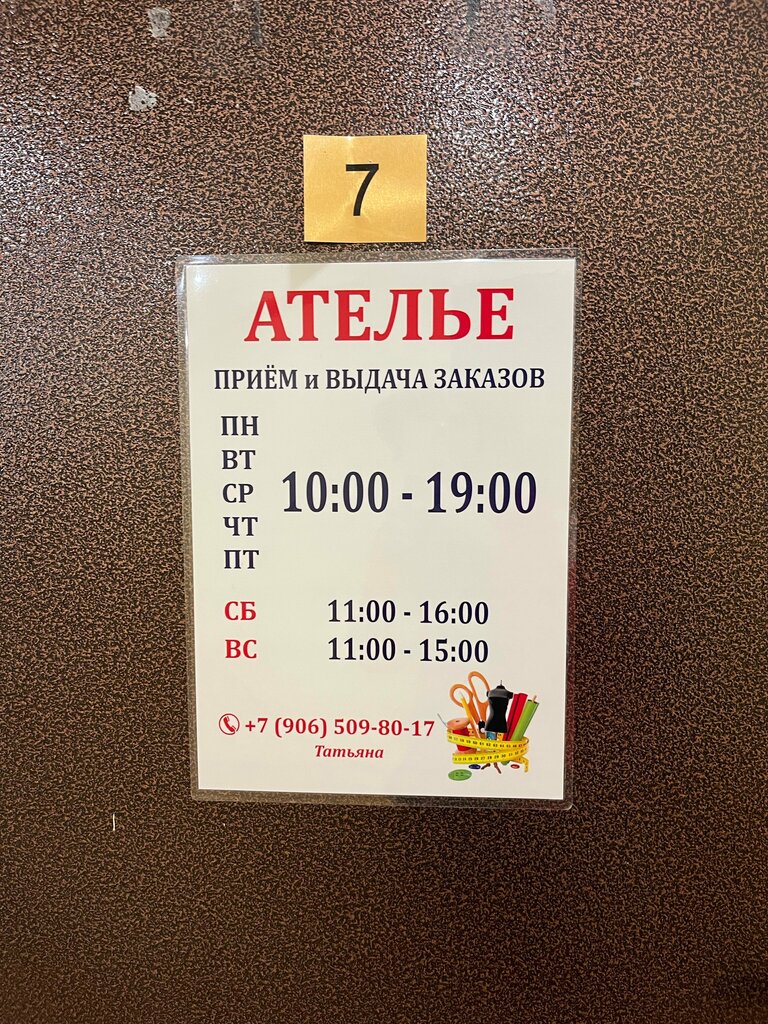 7
АТЕЛЬЕ
ПРИЁМ и ВЫДАЧА ЗАКАЗОВ
ПН
ВТ
СР
ЧТ
ПТ
10:00 - 19:00
СБ 11:00 - 16:00
ВС 11:00 - 15:00
+7 (906) 509-80-17
Татьяна